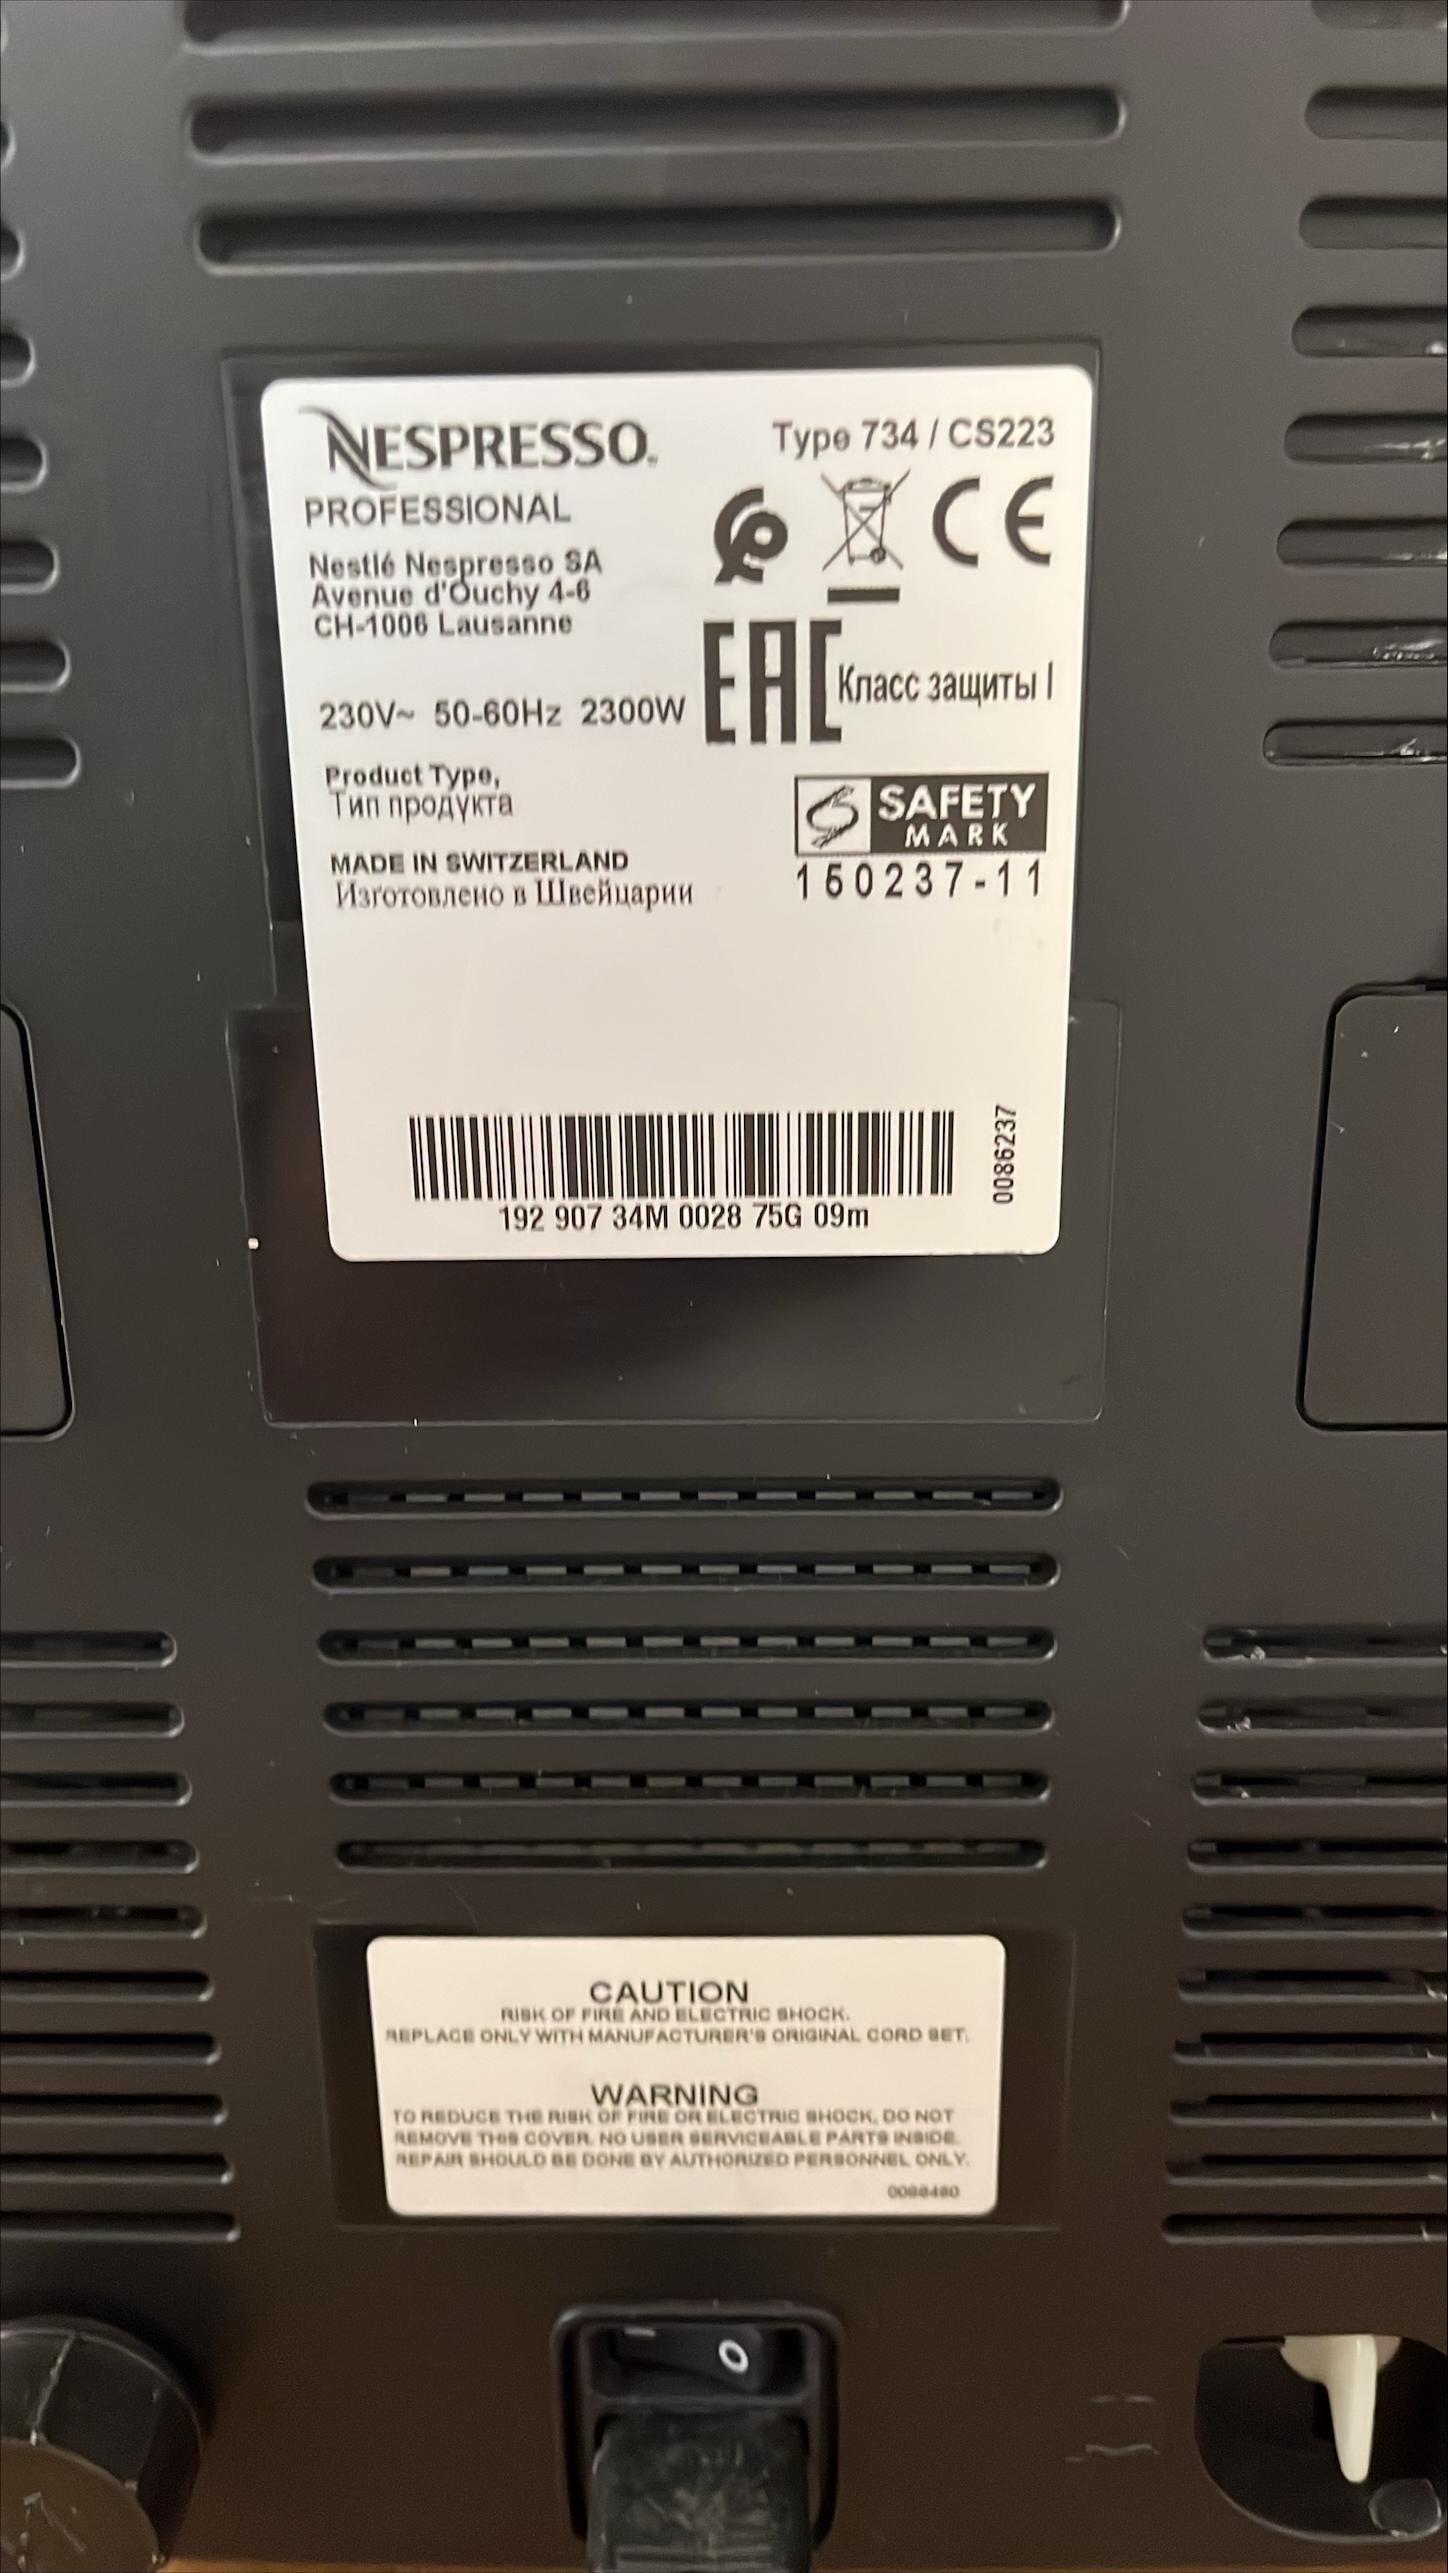 NESPRESSO.
PROFESSIONAL
Type 734 / CS223
Nestlé Nespresso SA
Avenue d'Ouchy 4-6
CH-1006 Lausanne
CE
EAC
Класс защиты I
230V~ 50-60Hz 2300W
Product Type,
Тип продукта
SAFETY
MARK
160237-11
MADE IN SWITZERLAND
Изготовлено в Швейцарии
192 907 34M 0028 75G 09m
0086237
CAUTION
RISK OF FIRE AND ELECTRIC SHOCK.
REPLACE ONLY WITH MANUFACTURER'S ORIGINAL CORD SET.
WARNING
TO REDUCE THE RISK OF FIRE OR ELECTRIC SHOCK, DO NOT
REMOVE THIS COVER. NO USER SERVICEABLE PARTS INSIDE.
REPAIR SHOULD BE DONE BY AUTHORIZED PERSONNEL ONLY.